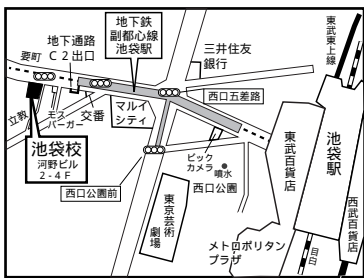 地下鉄
副都心線
池袋駅
地下通路
C2出口
要町
三井住友
銀行
東武東上線
西口五差路
立教
モス
バーガー
交番
マルイ
シティ
池袋校
河野ビル
2-4F
ビック
カメラ
噴水
西口公園
西口公園前
東京芸術
劇場
東武百貨店
池袋駅
西武百貨店
メトロポリタン
プラザ
目白